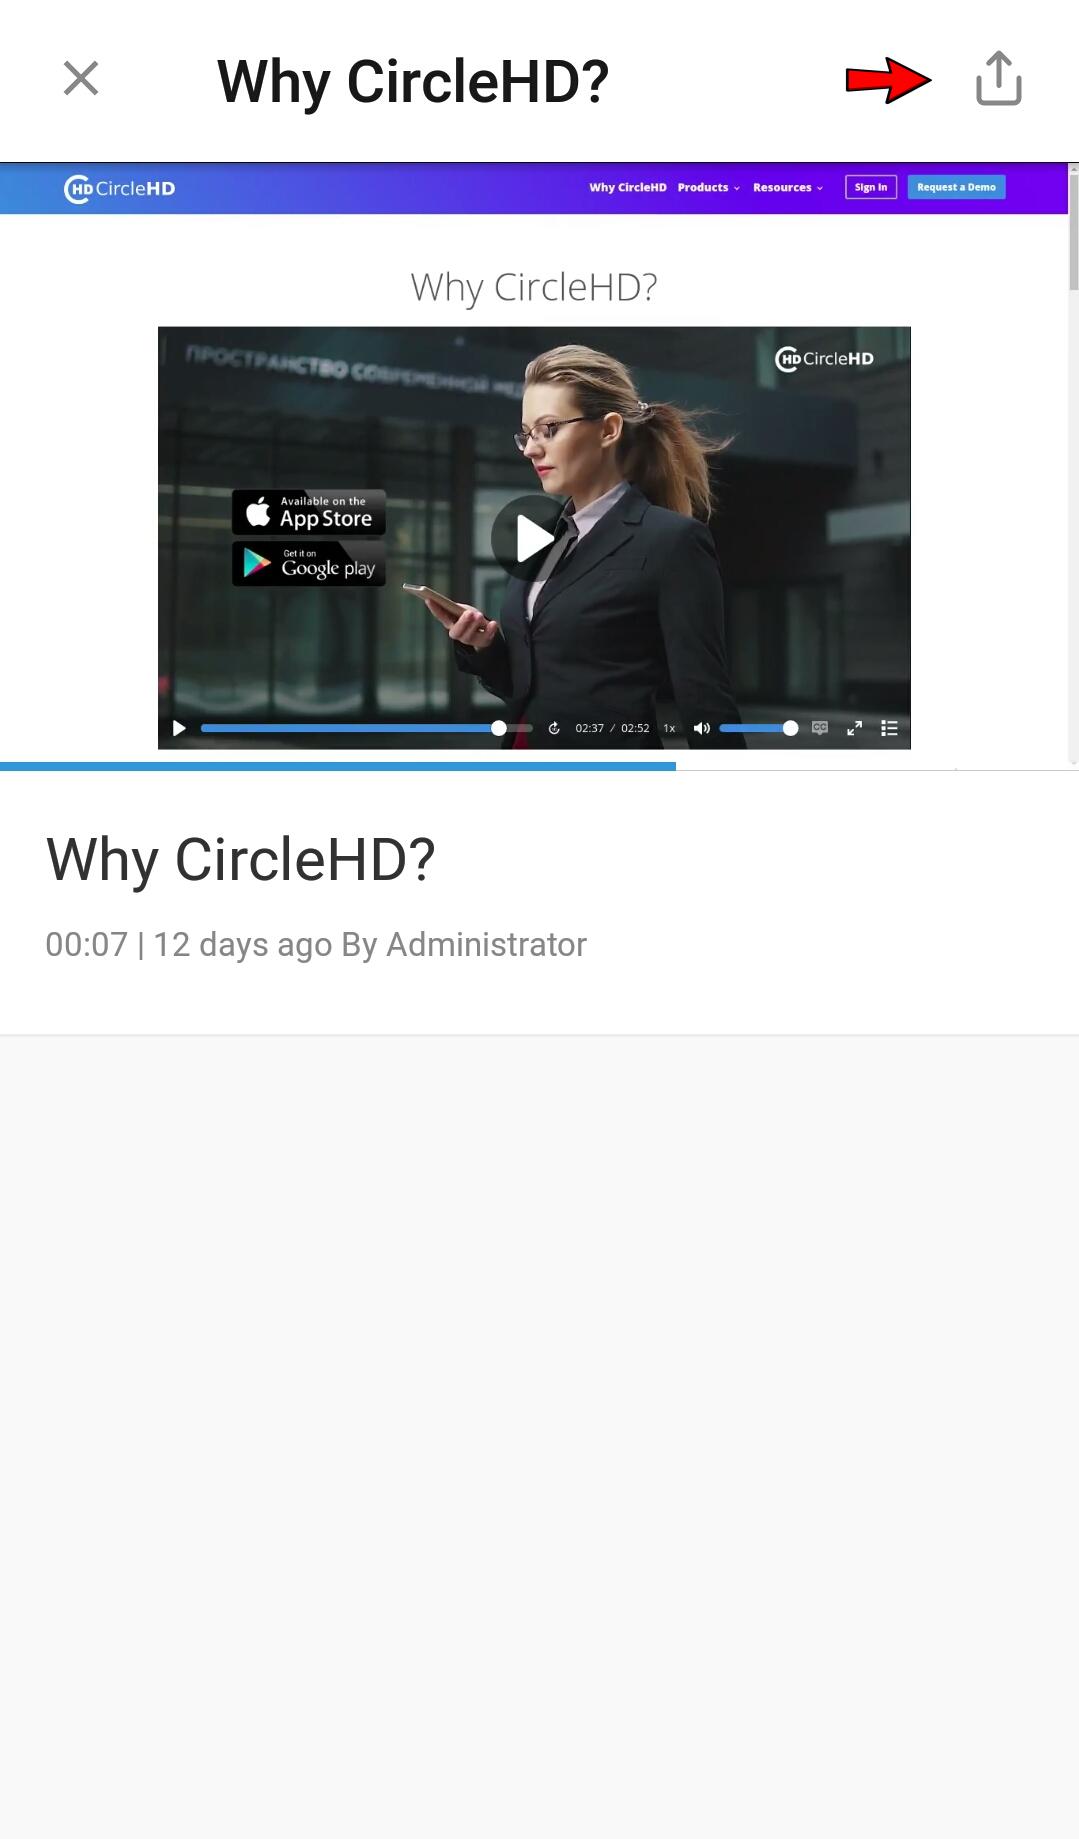 Why CircleHD?
HD CircleHD
Why CircleHD Products Resources Sign In Request a Demo
Why CircleHD?
ПРОСТРАНСТВО СОВРЕМЕННОЙ
HD CircleHD
Available on the
App Store
Get it on
Google play
02:37 / 02:52 1x CC
Why CircleHD?
00:07 | 12 days ago By Administrator